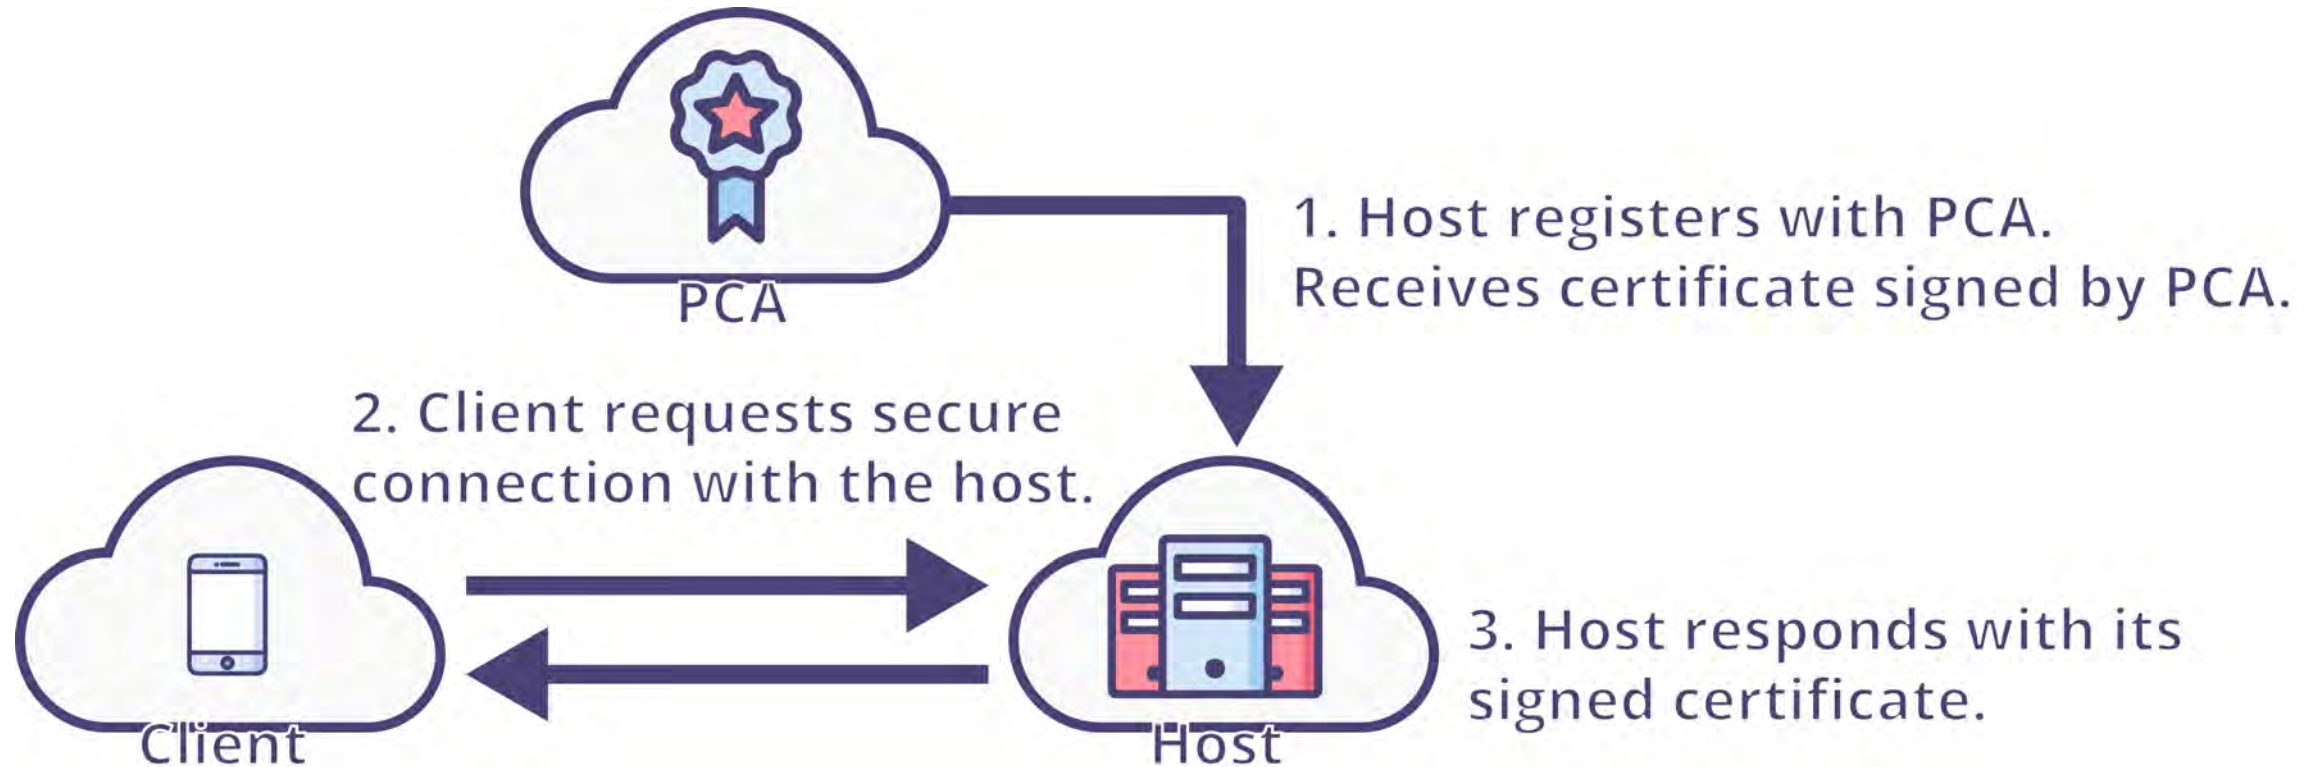 PCA
1. Host registers with PCA.
Receives certificate signed by PCA.
2. Client requests secure
connection with the host.
3. Host responds with its
signed certificate.
Client
Host